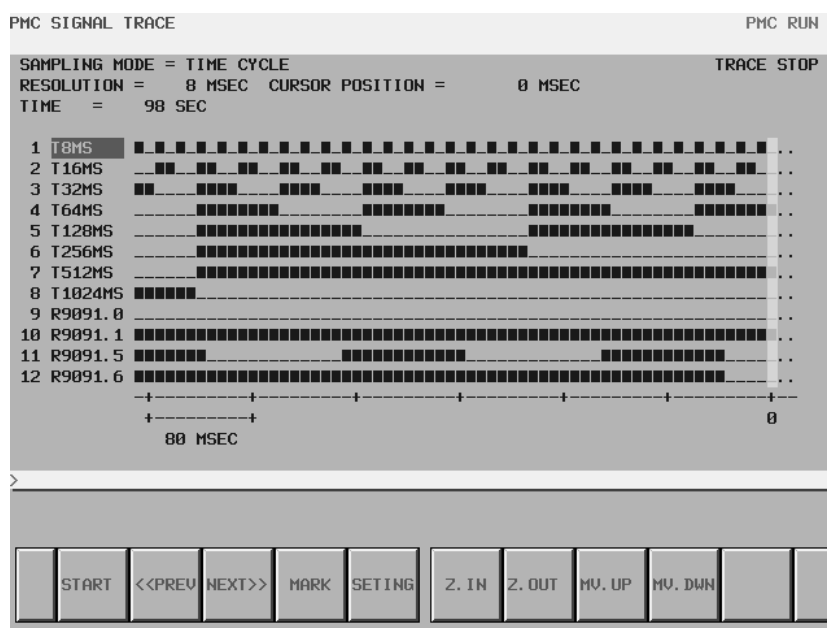 PMC SIGNAL TRACE PMC RUN
SAMPLING MODE = TIME CYCLE TRACE STOP
RESOLUTION = 8 MSEC CURSOR POSITION = 0 MSEC
TIME = 98 SEC
1 T8MS
2 T16MS
3 T32MS
4 T64MS
5 T128MS
6 T256MS
7 T512MS
8 T1024MS
9 R9091.0
10 R9091.1
11 R9091.5
12 R9091.6
0
80 MSEC
>
START <<PREV NEXT>> MARK SETING Z.IN Z.OUT MV.UP MV.DWN